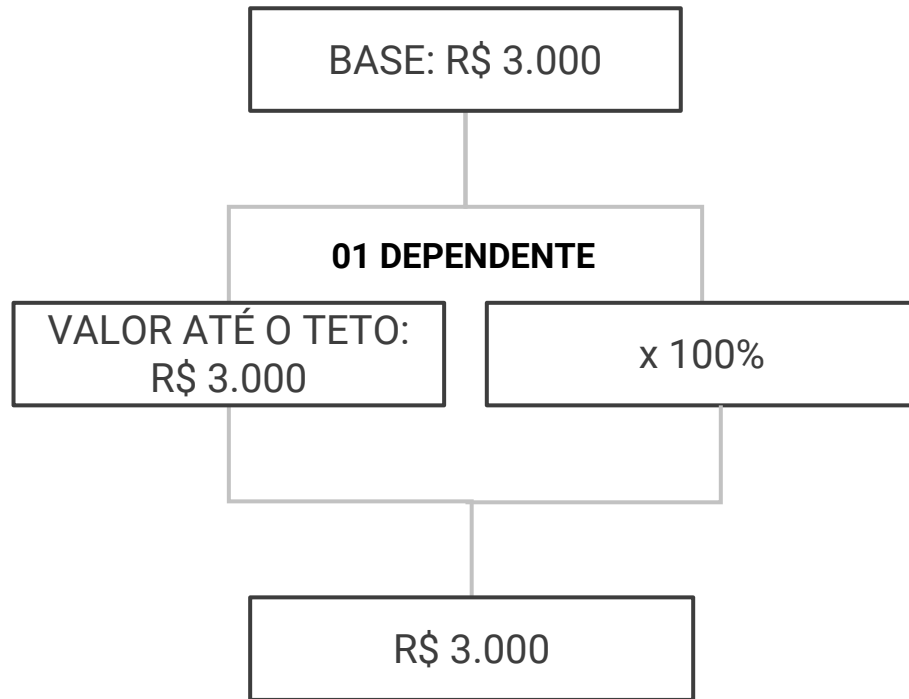 BASE: R$ 3.000
01 DEPENDENTE
VALOR ATÉ O TETO:
R$ 3.000
x 100%
R$ 3.000